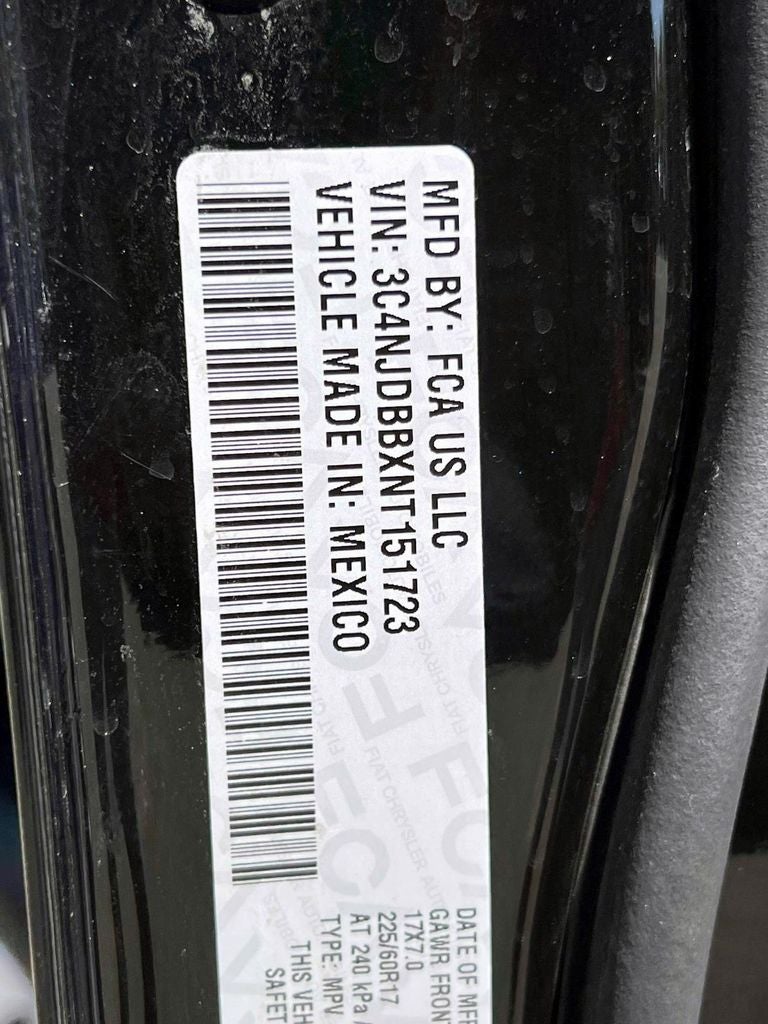 MFD BY: FCA US LLC
VIN: 3C4NJDBBXNT151723
VEHICLE MADE IN: MEXICO
DATE OF MFR
GAWR FRONT
17X7.0
225/60R17
AT 240 kPa /
TYPE: MPV
THIS VEH
SAFET